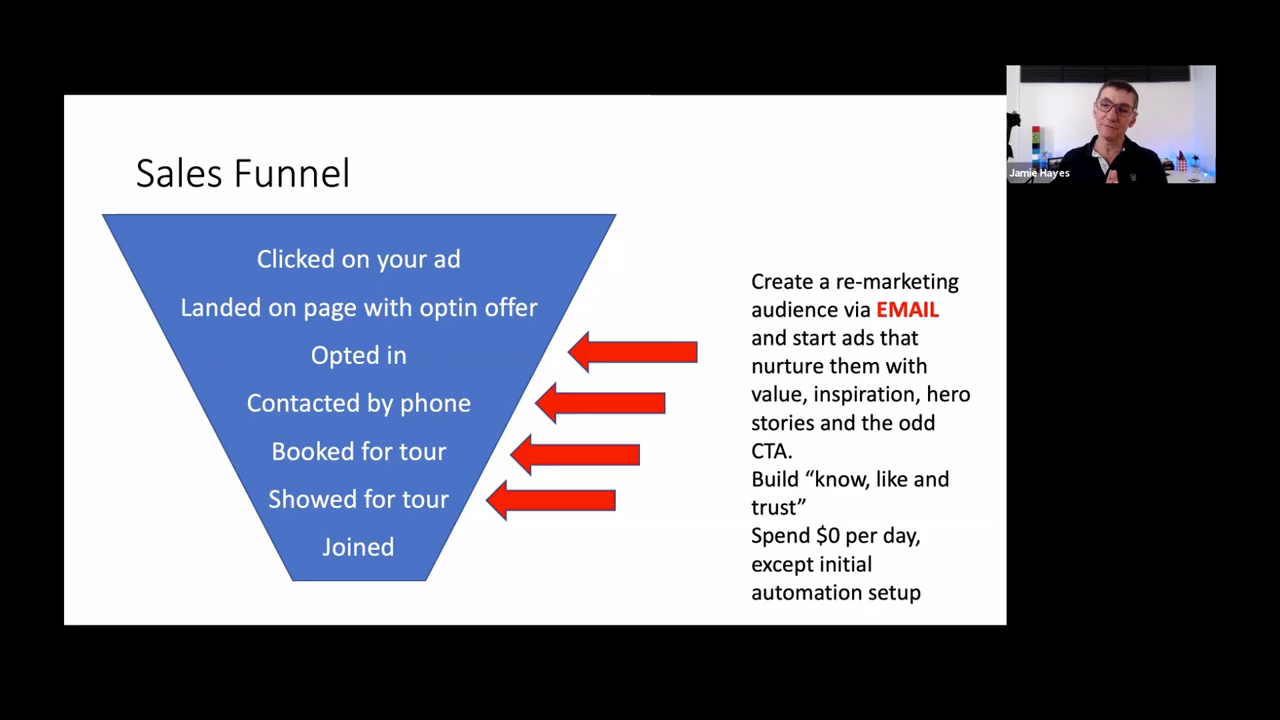 Sales Funnel
Clicked on your ad
Landed on page with optin offer
Opted in
Contacted by phone
Booked for tour
Showed for tour
Joined
Create a re-marketing
audience via EMAIL
and start ads that
nurture them with
value, inspiration, hero
stories and the odd
CTA.
Build “know, like and
trust”
Spend $0 per day,
except initial
automation setup
Jamie Hayes